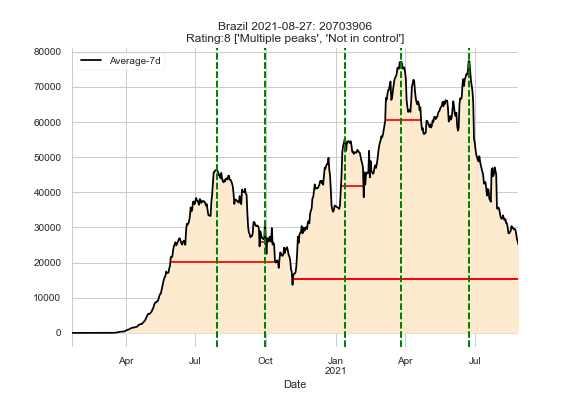 Brazil 2021-08-27: 20703906
Rating:8 ['Multiple peaks', 'Not in control']
Average-7d
80000
70000
60000
50000
40000
30000
20000
10000
0
Apr Jul Oct Jan Apr Jul
2021
Date